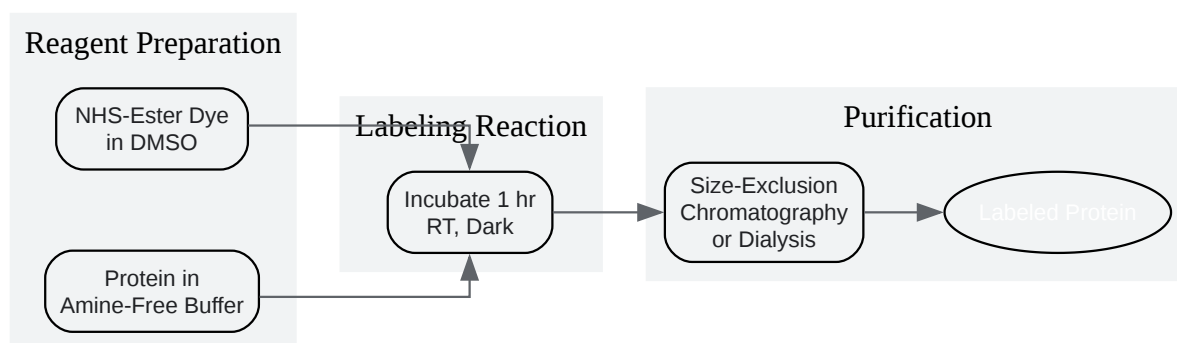 Reagent Preparation
NHS-Ester Dye
in DMSO
Protein in
Amine-Free Buffer
Labeling Reaction
Incubate 1 hr
RT, Dark
Purification
Size-Exclusion
Chromatography
or Dialysis
Labeled Protein